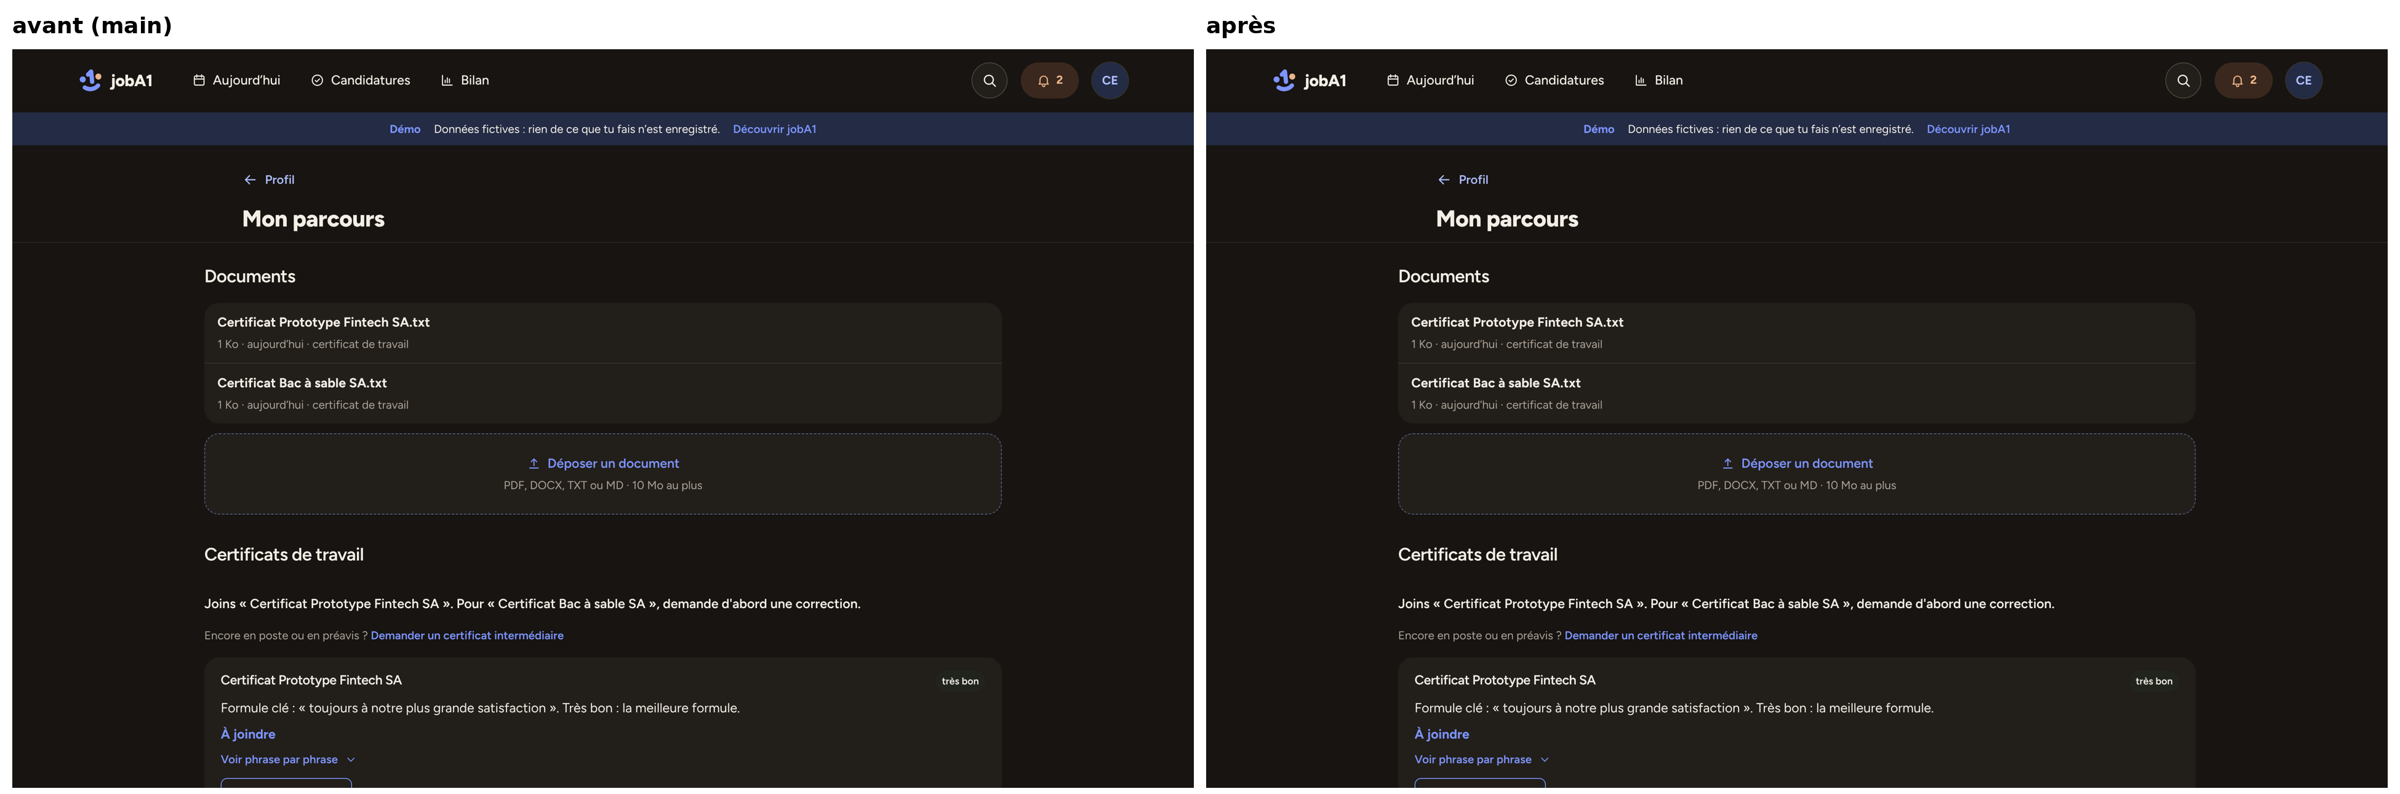 avant (main)
jobA1 Aujourd’hui Candidatures Bilan 2 CE
Démo Données fictives : rien de ce que tu fais n’est enregistré. Découvrir jobA1
Profil
Mon parcours
Documents
Certificat Prototype Fintech SA.txt
1 Ko · aujourd’hui · certificat de travail
Certificat Bac à sable SA.txt
1 Ko · aujourd’hui · certificat de travail
Déposer un document
PDF, DOCX, TXT ou MD · 10 Mo au plus
Certificats de travail
Joins « Certificat Prototype Fintech SA ». Pour « Certificat Bac à sable SA », demande d'abord une correction.
Encore en poste ou en préavis ? Demander un certificat intermédiaire
Certificat Prototype Fintech SA très bon
Formule clé : « toujours à notre plus grande satisfaction ». Très bon : la meilleure formule.
À joindre
Voir phrase par phrase
après
jobA1 Aujourd’hui Candidatures Bilan 2 CE
Démo Données fictives : rien de ce que tu fais n’est enregistré. Découvrir jobA1
Profil
Mon parcours
Documents
Certificat Prototype Fintech SA.txt
1 Ko · aujourd’hui · certificat de travail
Certificat Bac à sable SA.txt
1 Ko · aujourd’hui · certificat de travail
Déposer un document
PDF, DOCX, TXT ou MD · 10 Mo au plus
Certificats de travail
Joins « Certificat Prototype Fintech SA ». Pour « Certificat Bac à sable SA », demande d'abord une correction.
Encore en poste ou en préavis ? Demander un certificat intermédiaire
Certificat Prototype Fintech SA très bon
Formule clé : « toujours à notre plus grande satisfaction ». Très bon : la meilleure formule.
À joindre
Voir phrase par phrase